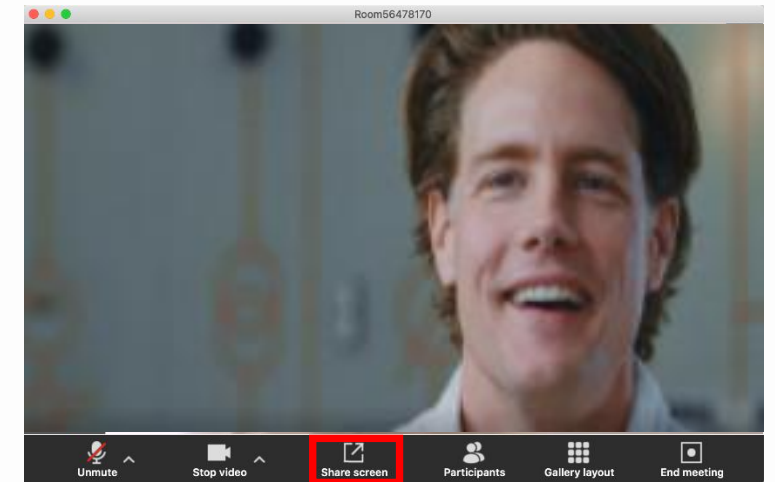 Room56478170
Unmute Stop video Share screen Participants Gallery layout End meeting